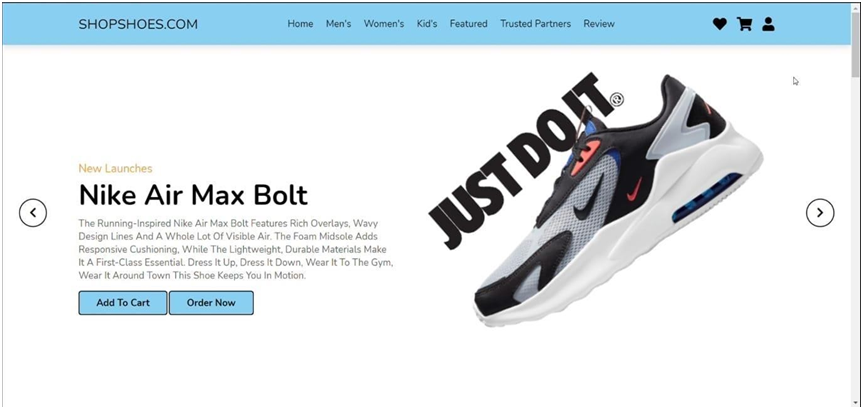 SHOPSHOES.COM Home Men's Women's Kid's Featured Trusted Partners Review
JUST DO IT®
New Launches
Nike Air Max Bolt
The Running-Inspired Nike Air Max Bolt Features Rich Overlays, Wavy
Design Lines And A Whole Lot Of Visible Air. The Foam Midsole Adds
Responsive Cushioning, While The Lightweight, Durable Materials Make
It A First-Class Essential. Dress It Up, Dress It Down, Wear It To The Gym,
Wear It Around Town This Shoe Keeps You In Motion.
Add To Cart Order Now